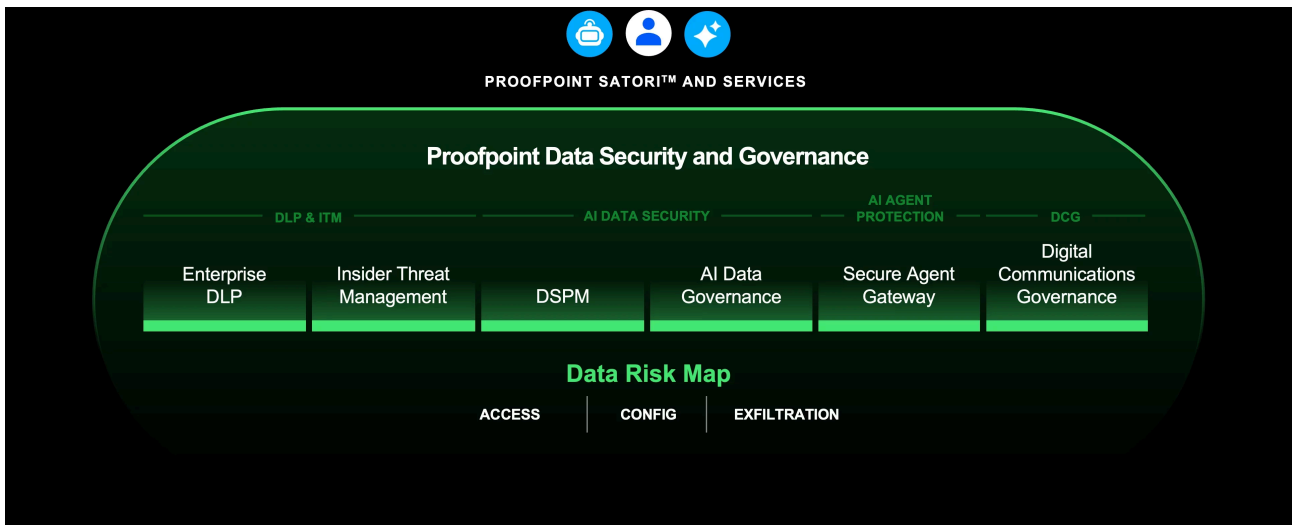 PROOFPOINT SATORI™ AND SERVICES
Proofpoint Data Security and Governance
DLP & ITM
AI DATA SECURITY
AI AGENT
PROTECTION
DCG
Enterprise
DLP
Insider Threat
Management
DSPM
AI Data
Governance
Secure Agent
Gateway
Digital
Communications
Governance
Data Risk Map
ACCESS
CONFIG
EXFILTRATION